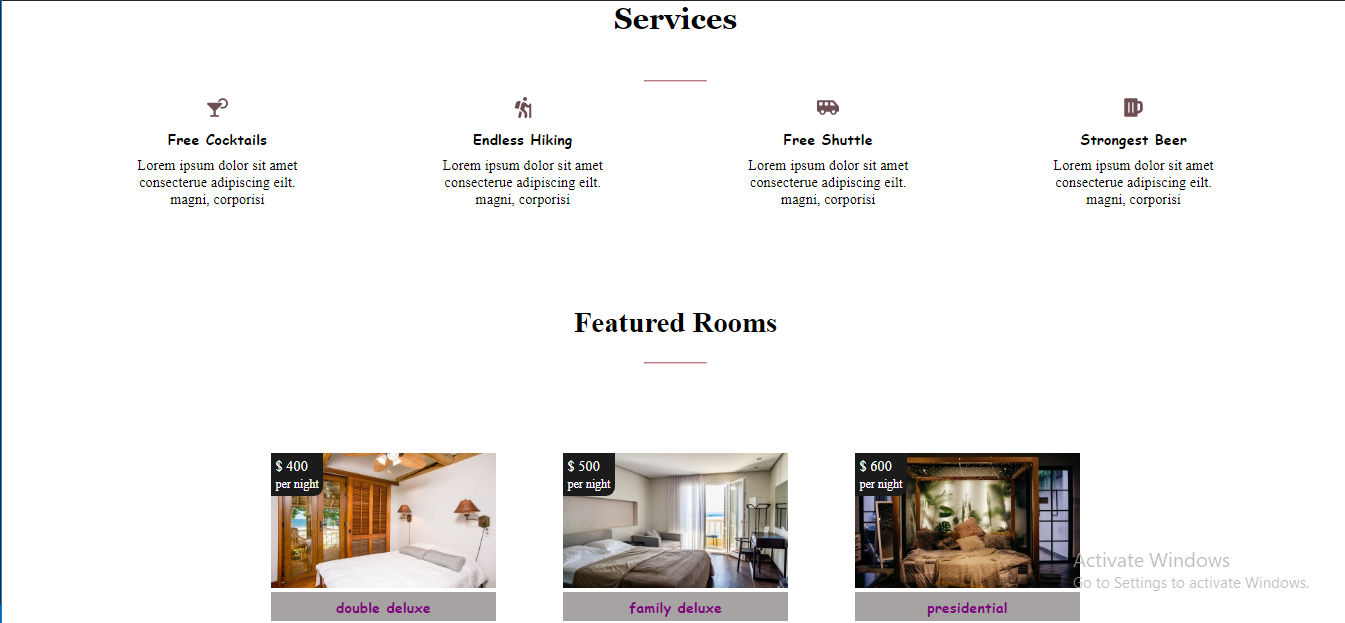 Services
Free Cocktails
Lorem ipsum dolor sit amet
consecterue adipiscing eilt.
magni, corporisi
Endless Hiking
Lorem ipsum dolor sit amet
consecterue adipiscing eilt.
magni, corporisi
Free Shuttle
Lorem ipsum dolor sit amet
consecterue adipiscing eilt.
magni, corporisi
Strongest Beer
Lorem ipsum dolor sit amet
consecterue adipiscing eilt.
magni, corporisi
Featured Rooms
$ 400
per night
double deluxe
$ 500
per night
family deluxe
$ 600
per night
presidential
Activate Windows
Go to Settings to activate Windows.